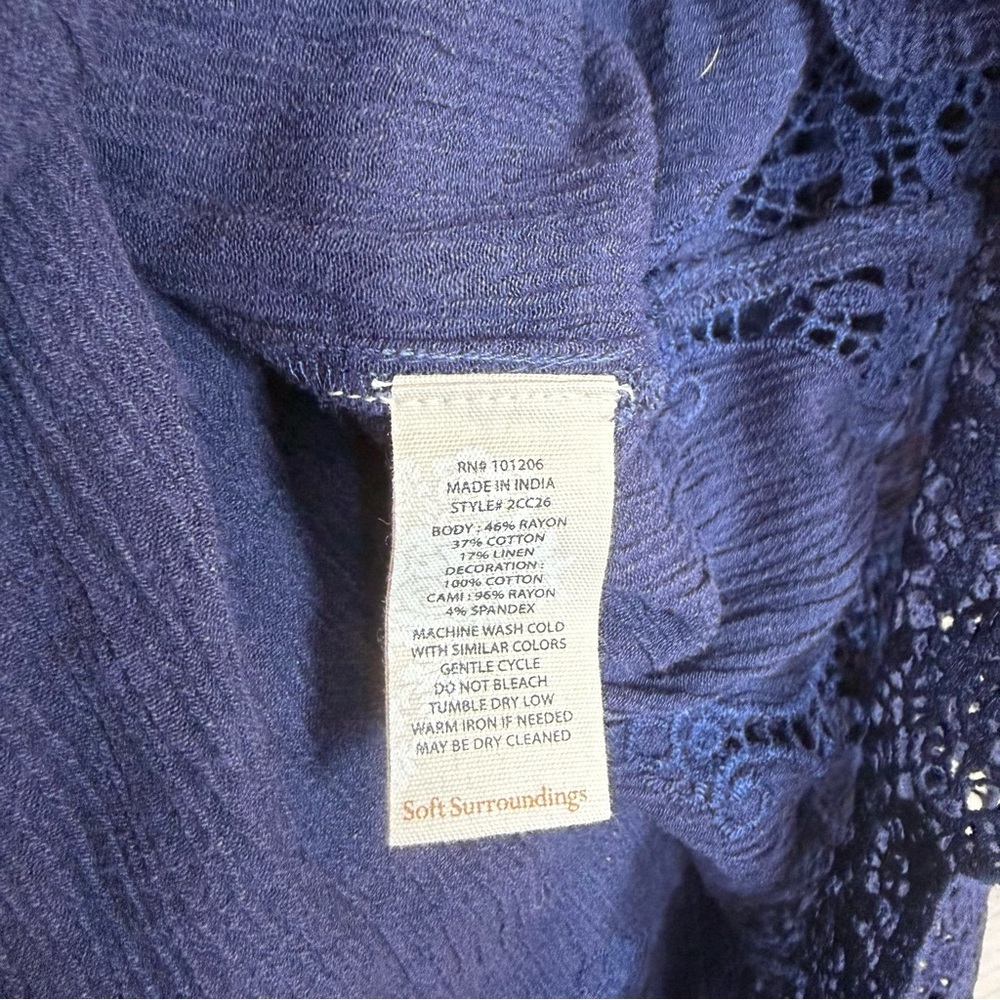 RN# 101206
MADE IN INDIA
STYLE# 2CC26
BODY : 46% RAYON
37% COTTON
17% LINEN
DECORATION :
100% COTTON
CAMI : 96% RAYON
4% SPANDEX
MACHINE WASH COLD
WITH SIMILAR COLORS
GENTLE CYCLE
DO NOT BLEACH
TUMBLE DRY LOW
WARM IRON IF NEEDED
MAY BE DRY CLEANED
Soft Surroundings